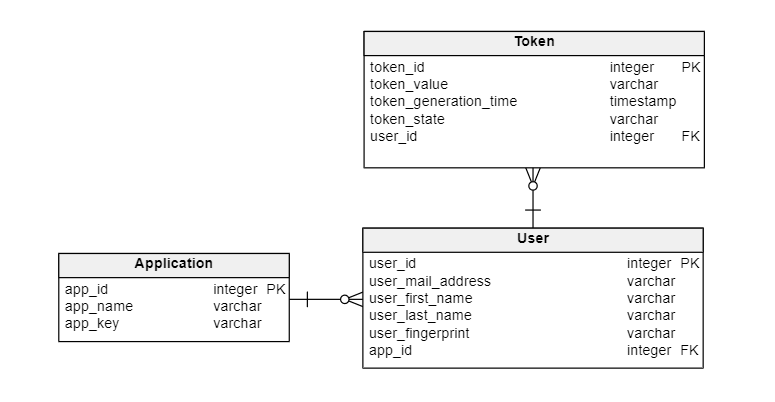 Token
token_id integer PK
token_value varchar
token_generation_time timestamp
token_state varchar
user_id integer FK
User
user_id integer PK
user_mail_address varchar
user_first_name varchar
user_last_name varchar
user_fingerprint varchar
app_id integer FK
Application
app_id integer PK
app_name varchar
app_key varchar